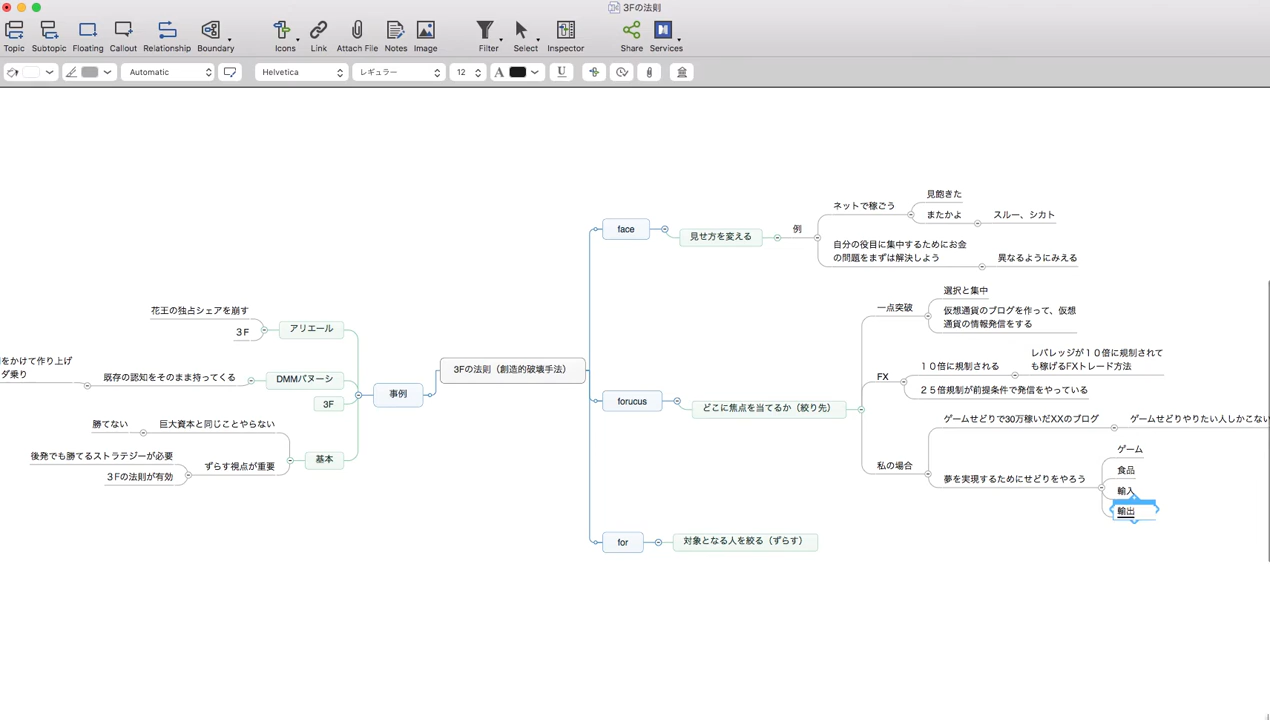 3Fの法則
Topic
Subtopic
Floating
Callout
Relationship
Boundary
Icons
Link
Attach File
Notes
Image
Filter
Select
Inspector
Share
Services
Automatic
Helvetica
レギュラー
12
A
U
3Fの法則（創造的破壊手法）
face
見せ方を変える
例
ネットで稼ごう
見飽きた
またかよ
スルー、シカト
自分の役目に集中するためにお金
の問題をまずは解決しよう
異なるようにみえる
forucus
どこに焦点を当てるか（絞り先）
一点突破
選択と集中
仮想通貨のブログを作って、仮想
通貨の情報発信をする
FX
１０倍に規制される
レバレッジが１０倍に規制されて
も稼げるFXトレード方法
２５倍規制が前提条件で発信をやっている
私の場合
ゲームせどりで30万稼いだXXのブログ
ゲームせどりやりたい人しかこない
夢を実現するためにせどりをやろう
ゲーム
食品
輸入
輸出
for
対象となる人を絞る（ずらす）
事例
アリエール
花王の独占シェアを崩す
３F
DMMバヌーシ
既存の認知をそのまま持ってくる
をかけて作り上げ
ダ乗り
3F
基本
巨大資本と同じことやらない
勝てない
ずらす視点が重要
後発でも勝てるストラテジーが必要
３Fの法則が有効